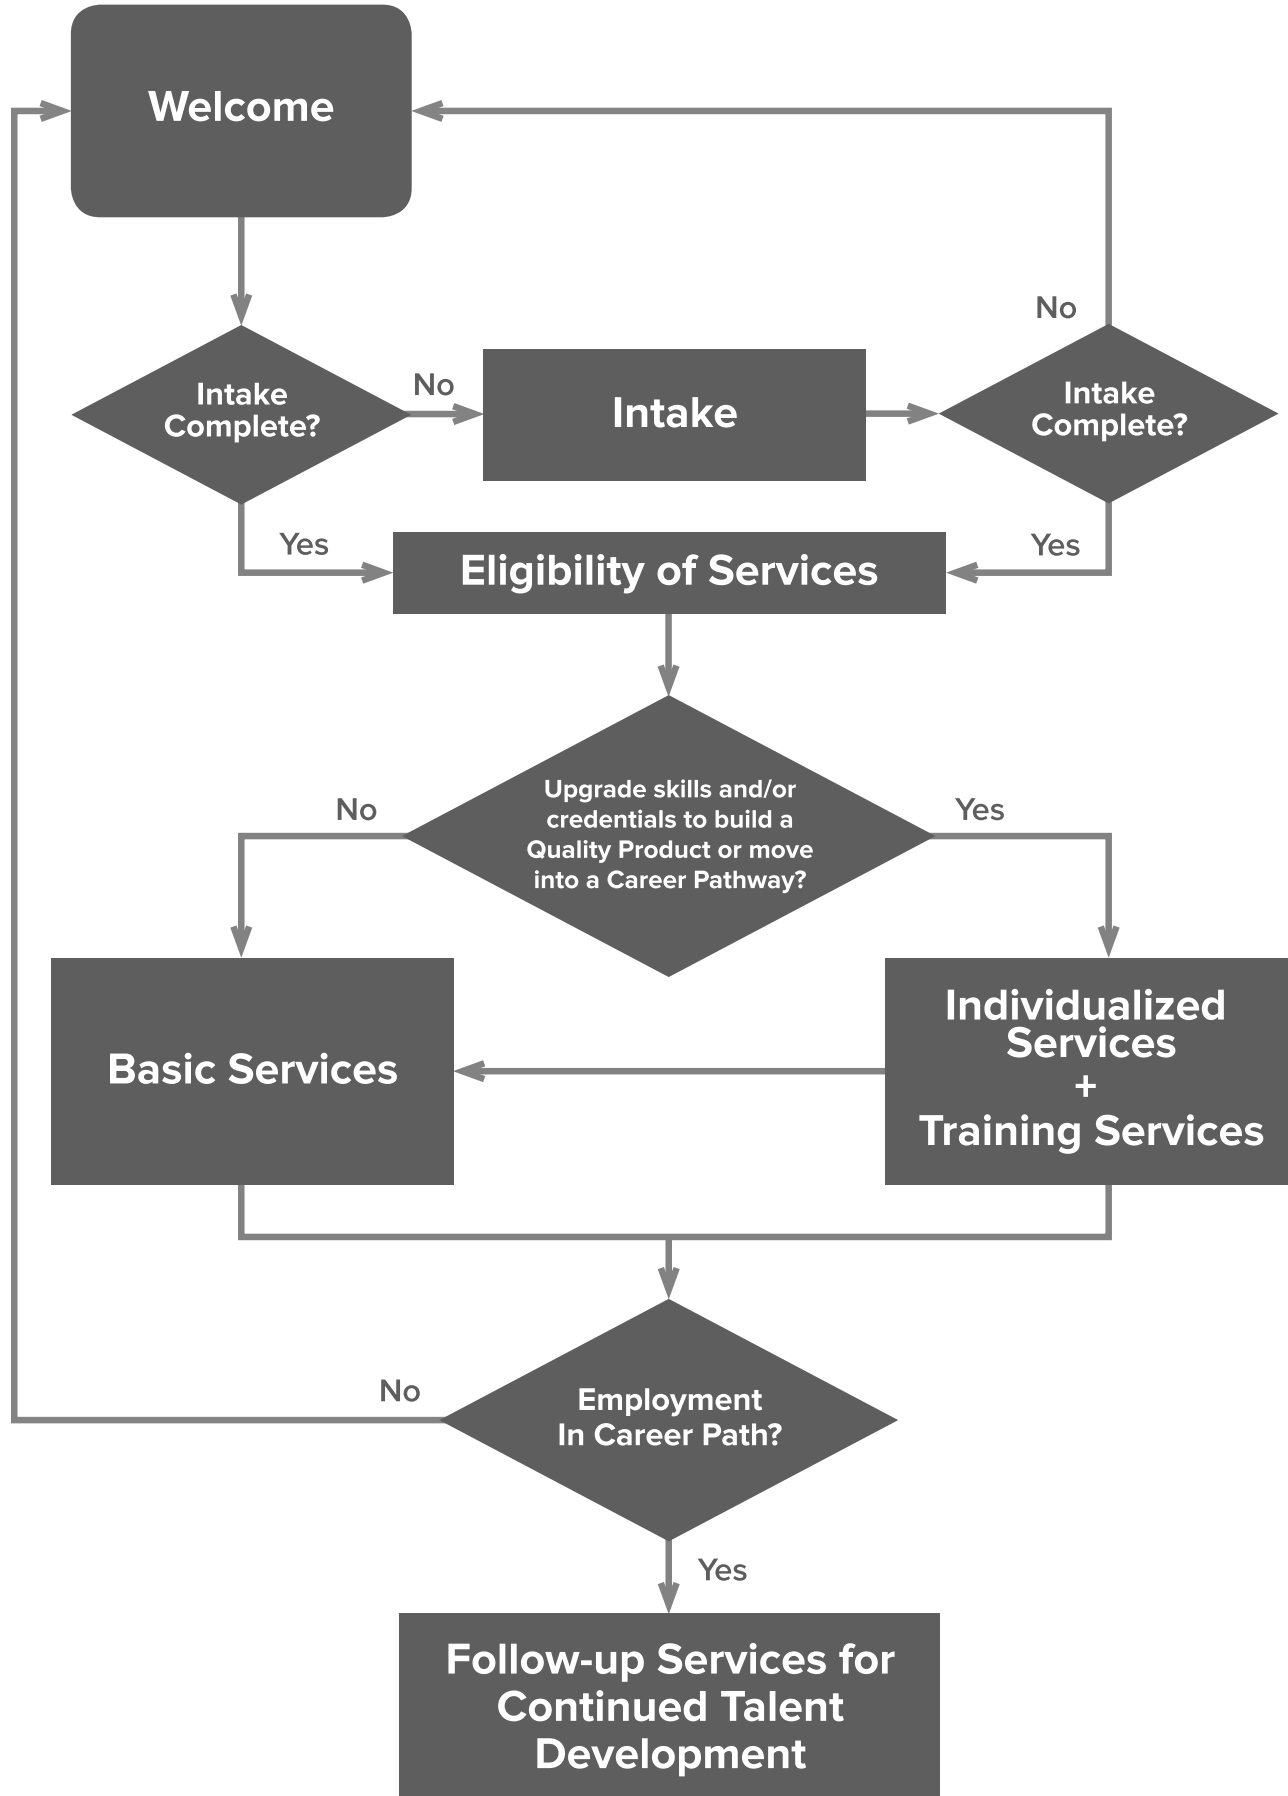 Welcome
No
Intake
Complete?
No
Intake
Intake
Complete?
Yes
Eligibility of Services
Yes
Upgrade skills and/or
credentials to build a
Quality Product or move
into a Career Pathway?
No
Yes
Basic Services
Individualized
Services
+
Training Services
No
Employment
In Career Path?
Yes
Follow-up Services for
Continued Talent
Development